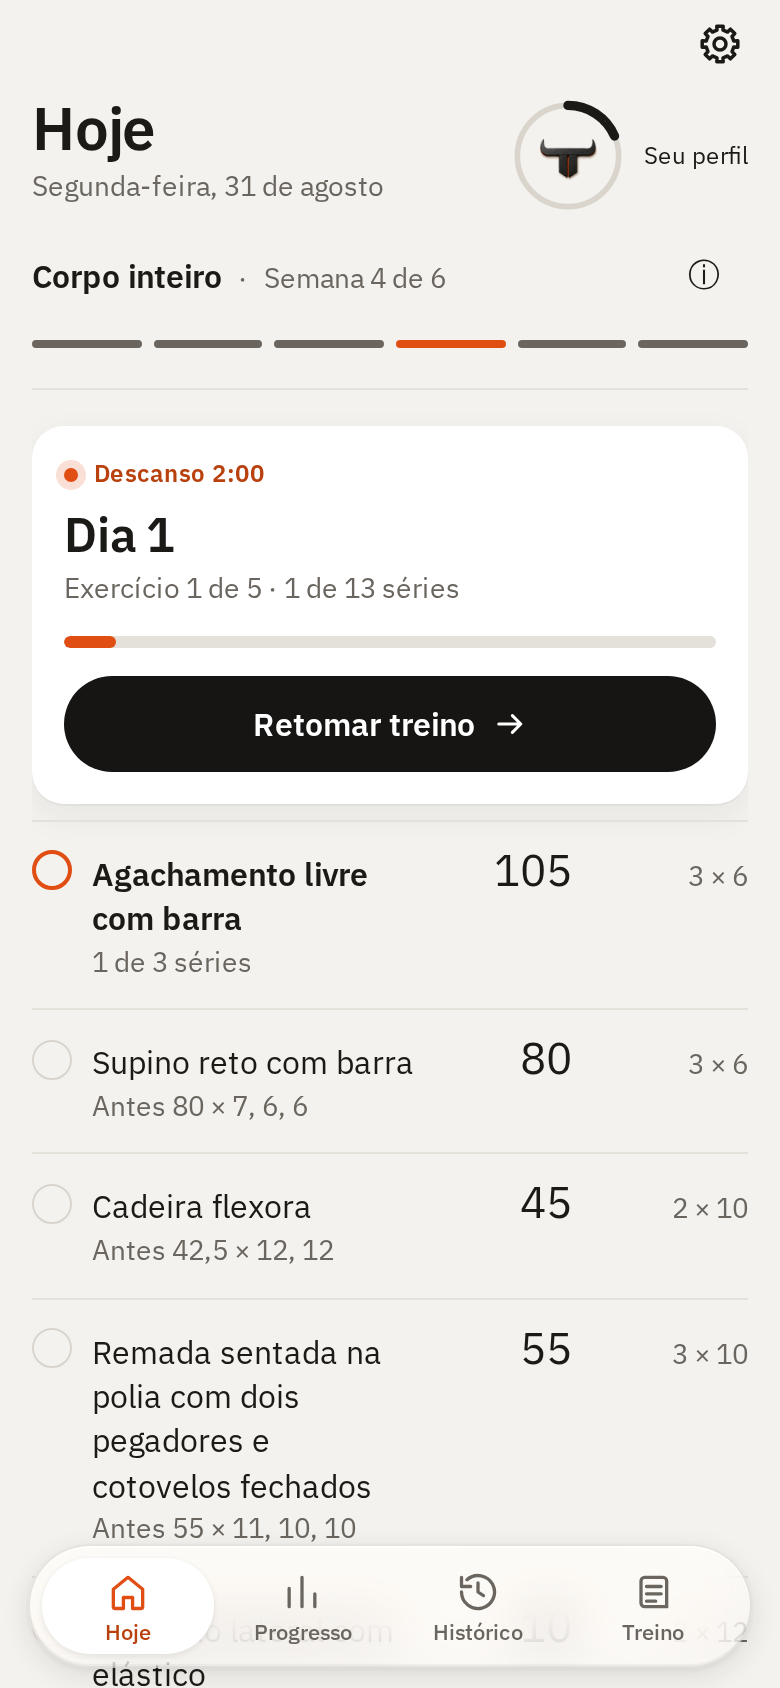 Hoje
Segunda-feira, 31 de agosto
Seu perfil
Corpo inteiro · Semana 4 de 6
Descanso 2:00
Dia 1
Exercício 1 de 5 · 1 de 13 séries
Retomar treino →
Agachamento livre 105 3 × 6
com barra
1 de 3 séries
Supino reto com barra 80 3 × 6
Antes 80 × 7, 6, 6
Cadeira flexora 45 2 × 10
Antes 42,5 × 12, 12
Remada sentada na 55 3 × 10
polia com dois
pegadores e
cotovelos fechados
Antes 55 × 11, 10, 10
com 10 × 12
elástico
Hoje Progresso Histórico Treino